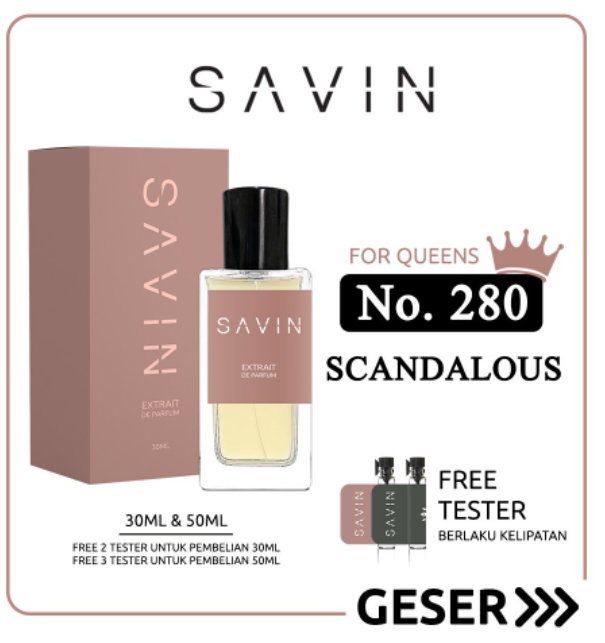 SAVIN
SAVIN
EXTRAIT
DE PARFUM
50ML
SAVIN
EXTRAIT
DE PARFUM
FOR QUEENS
No. 280
SCANDALOUS
30ML & 50ML
FREE 2 TESTER UNTUK PEMBELIAN 30ML
FREE 3 TESTER UNTUK PEMBELIAN 50ML
SAVIN
SAVIN
FREE
TESTER
BERLAKU KELIPATAN
GESER